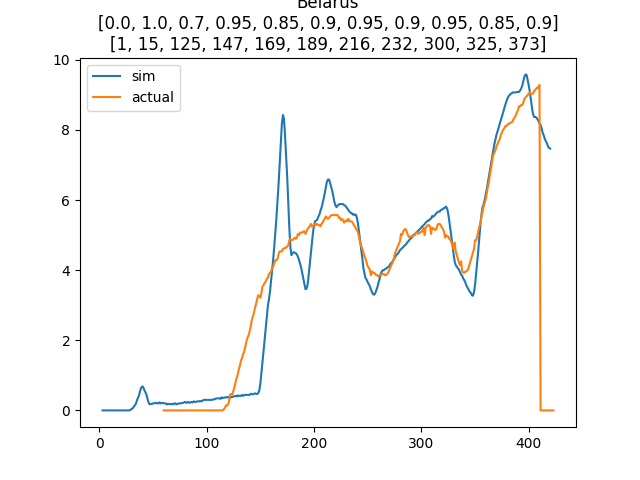 Belarus
[0.0, 1.0, 0.7, 0.95, 0.85, 0.9, 0.95, 0.9, 0.95, 0.85, 0.9]
[1, 15, 125, 147, 169, 189, 216, 232, 300, 325, 373]
sim
actual
10
8
6
4
2
0
0 100 200 300 400